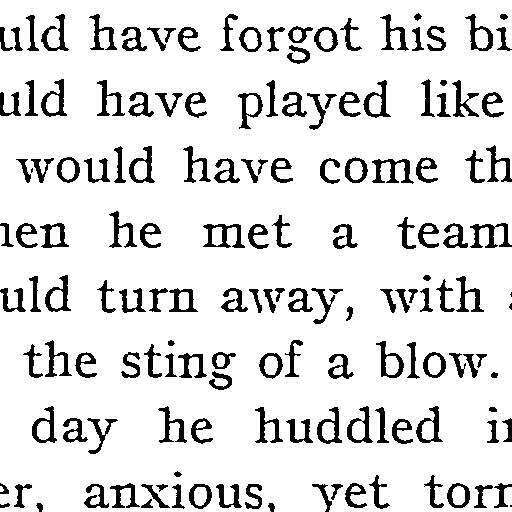 uld have forgot his bi
uld have played like
would have come th
en he met a team
uld turn away, with
the sting of a blow.
day he huddled in
er, anxious, yet torn